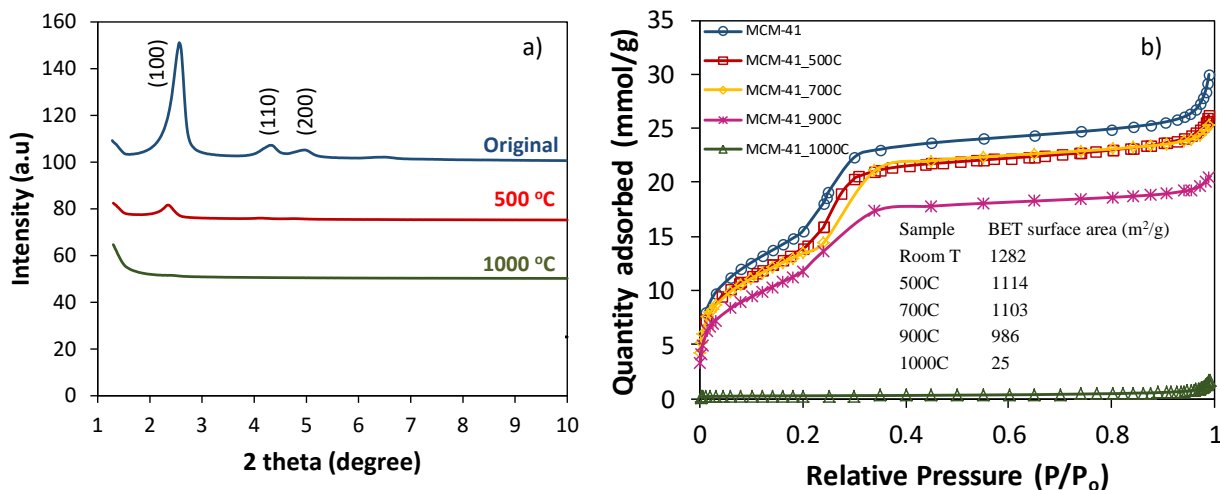 a)
Intensity (a.u)
160
140
120
100
80
60
40
20
0
(100)
(110)
(200)
Original
500 °C
1000 °C
1 2 3 4 5 6 7 8 9 10
2 theta (degree)
b)
Quantity adsorbed (mmol/g)
35
30
25
20
15
10
5
0
MCM-41
MCM-41_500C
MCM-41_700C
MCM-41_900C
MCM-41_1000C
Sample BET surface area (m²/g)
Room T 1282
500C 1114
700C 1103
900C 986
1000C 25
0 0.2 0.4 0.6 0.8 1
Relative Pressure (P/Pₒ)